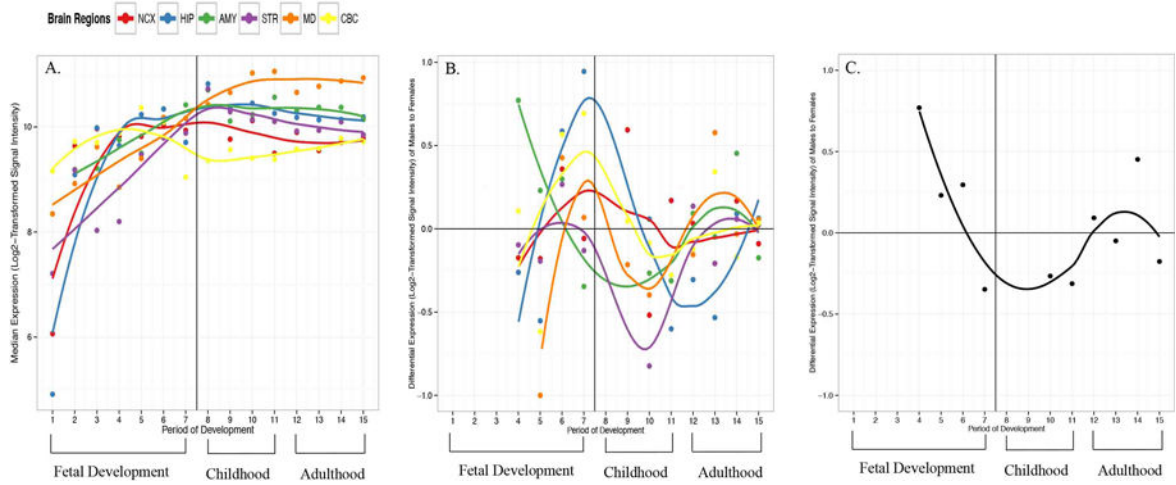 Brain Regions NCX HIP AMY STR MD CBC
A.
Median Expression (Log2-Transformed Signal Intensity)
10
8
6
1 2 3 4 5 6 7 8 9 10 11 12 13 14 15
Period of Development
Fetal Development Childhood Adulthood
B.
Differential Expression (Log2-Transformed Signal Intensity) of Males to Females
1.0
0.5
0.0
-0.5
-1.0
1 2 3 4 5 6 7 8 9 10 11 12 13 14 15
Period of Development
Fetal Development Childhood Adulthood
C.
Differential Expression (Log2-Transformed Signal Intensity) of Males to Females
1.0
0.5
0.0
-0.5
-1.0
1 2 3 4 5 6 7 8 9 10 11 12 13 14 15
Period of Development
Fetal Development Childhood Adulthood